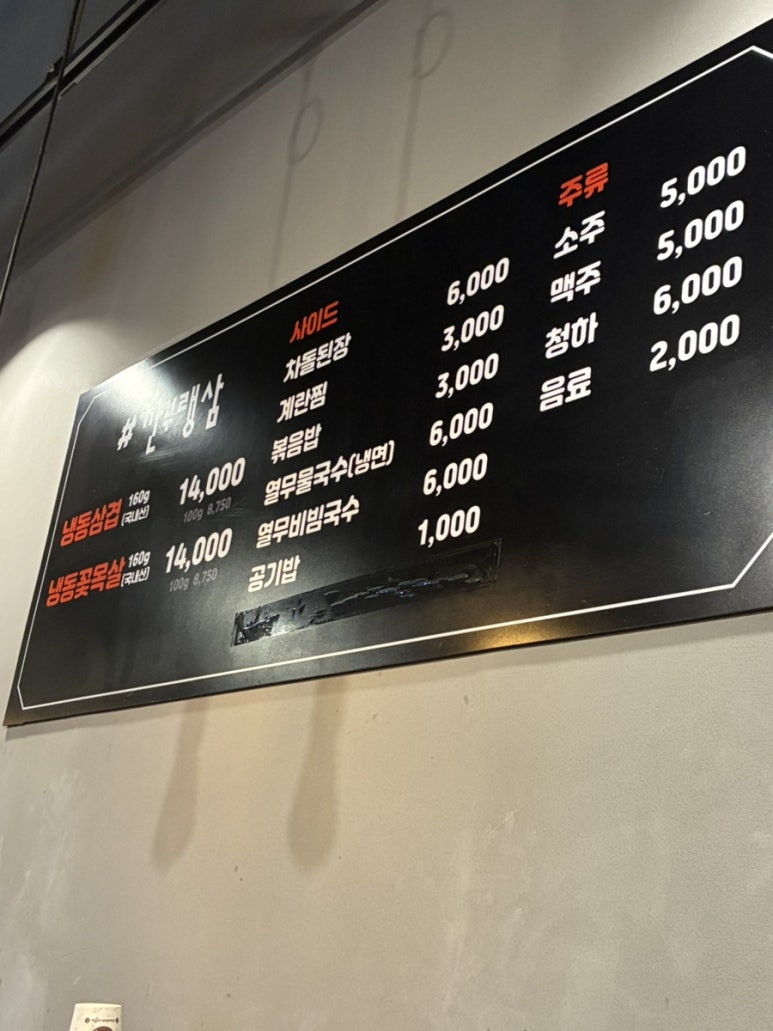 냉동삼겹 160g (국내산) 14,000
100g 8,750
냉동꽃목살 160g (국내산) 14,000
100g 8,750
사이드
차돌된장 6,000
계란찜 3,000
볶음밥 3,000
열무물국수(냉면) 6,000
열무비빔국수 6,000
공기밥 1,000
주류
소주 5,000
맥주 5,000
청하 6,000
음료 2,000